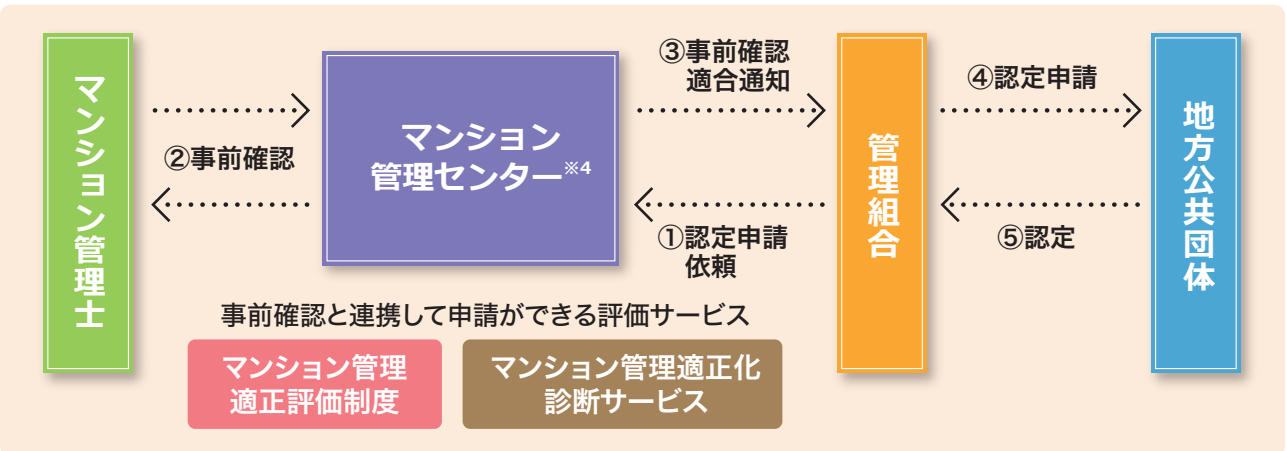 マンション管理士
②事前確認
マンション
管理センター※4
③事前確認
適合通知
①認定申請
依頼
管理組合
④認定申請
⑤認定
地方公共団体
事前確認と連携して申請ができる評価サービス
マンション管理
適正評価制度
マンション管理適正化
診断サービス